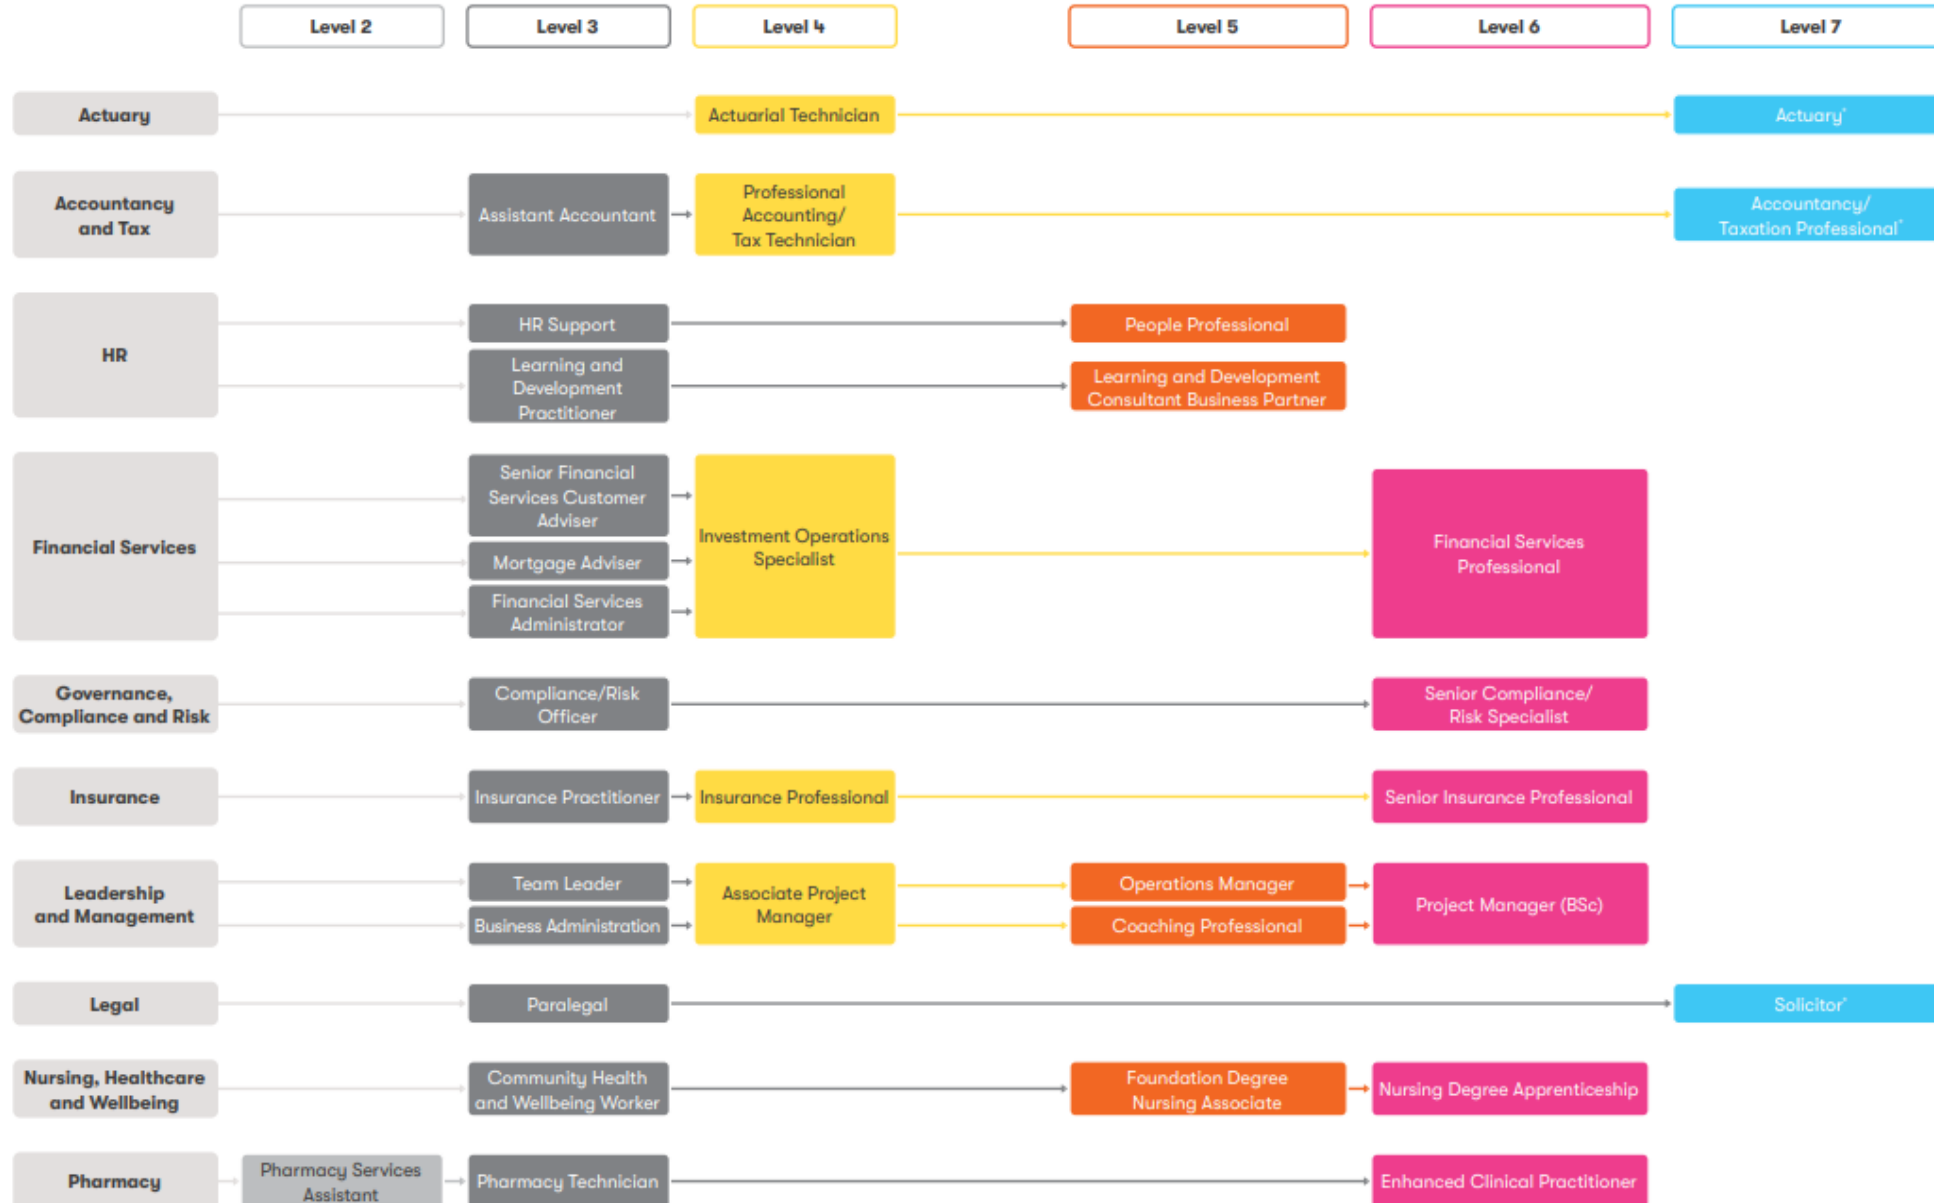 Level 2
Level 3
Level 4
Level 5
Level 6
Level 7
Actuary
Actuarial Technician
Actuary*
Accountancy
and Tax
Assistant Accountant
Professional
Accounting/
Tax Technician
Accountancy/
Taxation Professional*
HR
HR Support
People Professional
Learning and
Development
Practitioner
Learning and Development
Consultant Business Partner
Financial Services
Senior Financial
Services Customer
Adviser
Mortgage Adviser
Financial Services
Administrator
Investment Operations
Specialist
Financial Services
Professional
Governance,
Compliance and Risk
Compliance/Risk
Officer
Senior Compliance/
Risk Specialist
Insurance
Insurance Practitioner
Insurance Professional
Senior Insurance Professional
Leadership
and Management
Team Leader
Business Administration
Associate Project
Manager
Operations Manager
Coaching Professional
Project Manager (BSc)
Legal
Paralegal
Solicitor*
Nursing, Healthcare
and Wellbeing
Community Health
and Wellbeing Worker
Foundation Degree
Nursing Associate
Nursing Degree Apprenticeship
Pharmacy
Pharmacy Services
Assistant
Pharmacy Technician
Enhanced Clinical Practitioner